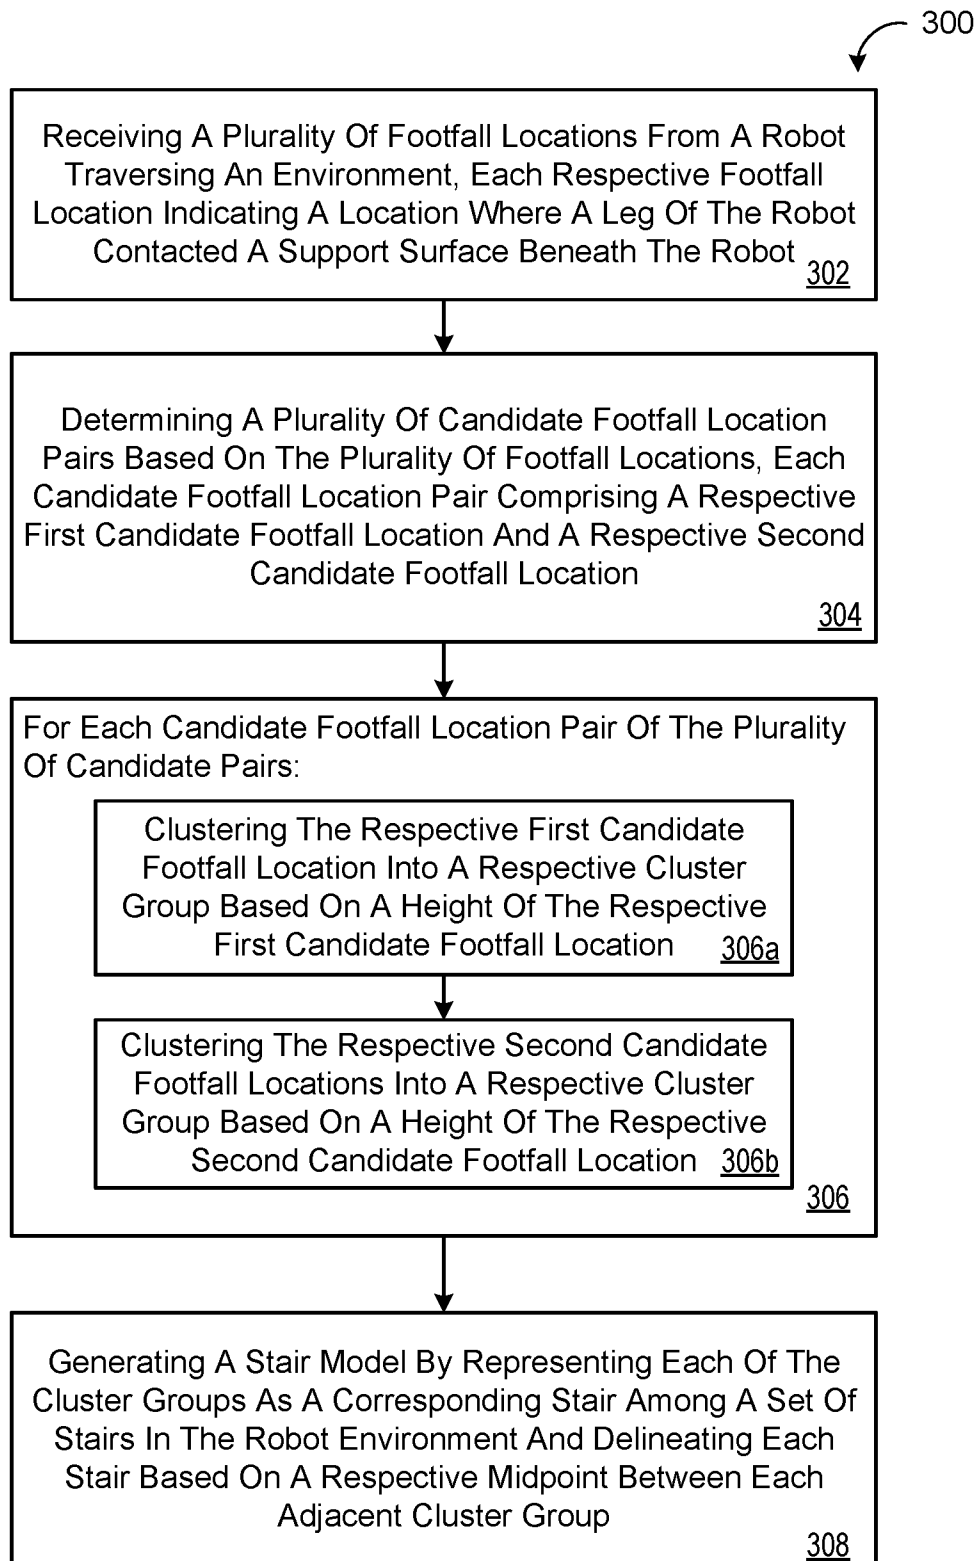 300
Receiving A Plurality Of Footfall Locations From A Robot
Traversing An Environment, Each Respective Footfall
Location Indicating A Location Where A Leg Of The Robot
Contacted A Support Surface Beneath The Robot
302
Determining A Plurality Of Candidate Footfall Location
Pairs Based On The Plurality Of Footfall Locations, Each
Candidate Footfall Location Pair Comprising A Respective
First Candidate Footfall Location And A Respective Second
Candidate Footfall Location
304
For Each Candidate Footfall Location Pair Of The Plurality
Of Candidate Pairs:
Clustering The Respective First Candidate
Footfall Location Into A Respective Cluster
Group Based On A Height Of The Respective
First Candidate Footfall Location
306a
Clustering The Respective Second Candidate
Footfall Locations Into A Respective Cluster
Group Based On A Height Of The Respective
Second Candidate Footfall Location
306b
306
Generating A Stair Model By Representing Each Of The
Cluster Groups As A Corresponding Stair Among A Set Of
Stairs In The Robot Environment And Delineating Each
Stair Based On A Respective Midpoint Between Each
Adjacent Cluster Group
308